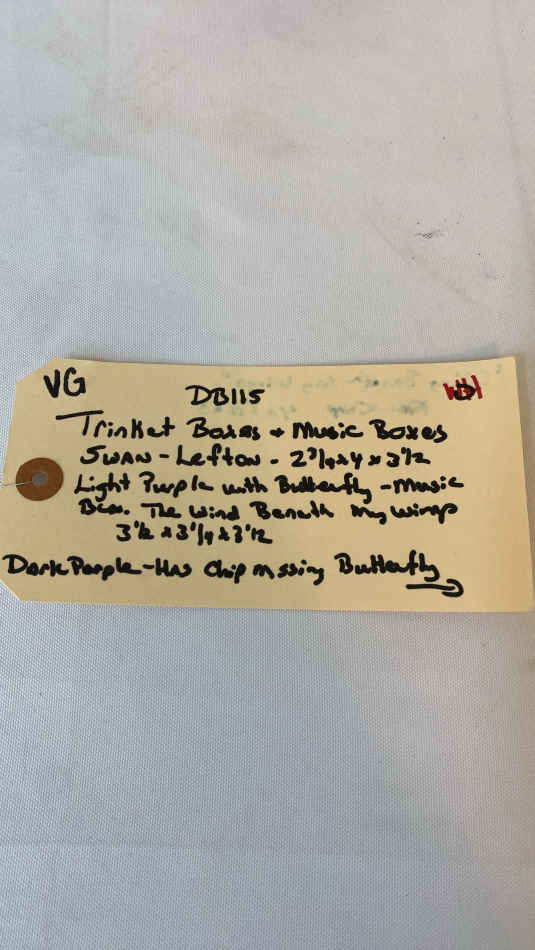 VG
DB115
Trinket Boxes + Music Boxes
SWAN - Lefton - 2 3/4 x 4 x 3 1/2
Light Purple with Butterfly - Music
Box. The Wind Beneath my wings
3 1/2 x 3 1/4 x 3 1/2
Dark Purple - Has Chip missing Butterfly →